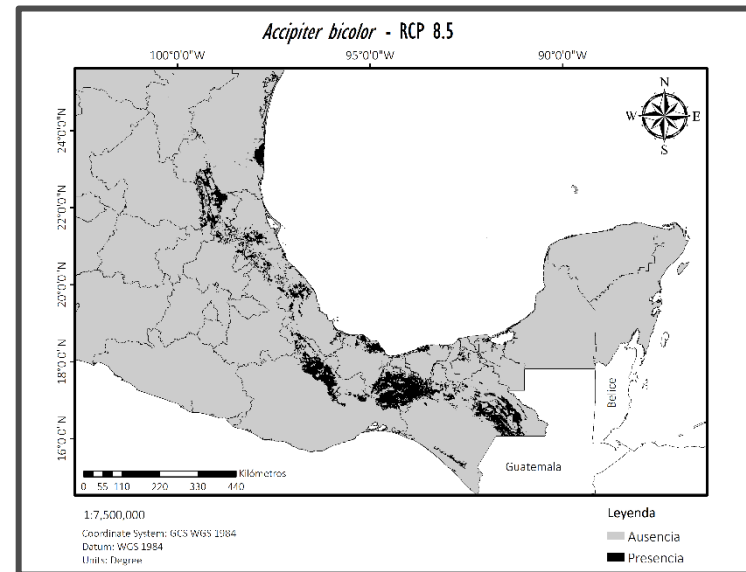 Accipiter bicolor - RCP 8.5
100°0'0"W
95°0'0"W
90°0'0"W
N
W
E
S
24°0'0"N
22°0'0"N
20°0'0"N
18°0'0"N
16°0'0"N
Belice
Guatemala
Kilómetros
0 55 110 220 330 440
1:7,500,000
Coordinate System: GCS WGS 1984
Datum: WGS 1984
Units: Degree
Leyenda
Ausencia
Presencia